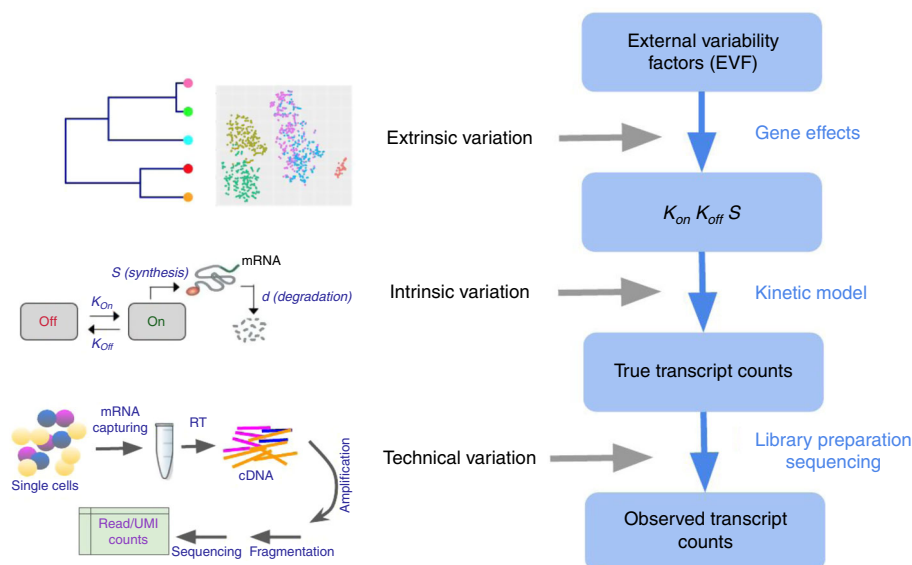 External variability
factors (EVF)
Extrinsic variation
Gene effects
K_on K_off S
S (synthesis)
mRNA
d (degradation)
K_On
Off
On
K_Off
Intrinsic variation
Kinetic model
True transcript counts
mRNA
capturing
RT
Single cells
cDNA
Amplification
Read/UMI
counts
Sequencing
Fragmentation
Technical variation
Library preparation
sequencing
Observed transcript
counts